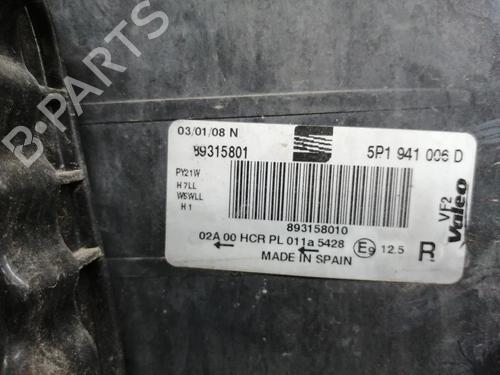 03/01/08 N
89315801
5P1 941 006 D
PY21W
H7LL
W5WLL
H1
893158010
02A 00 HCR PL 011a 5428
E9 12.5
R
MADE IN SPAIN
VF2
Valeo
B-PARTS